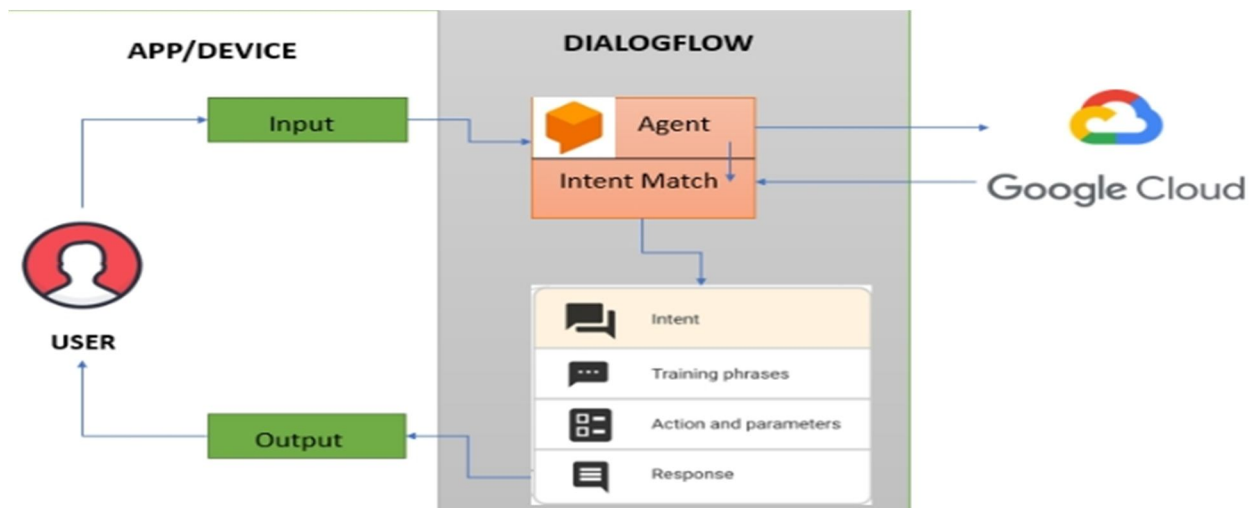 APP/DEVICE
DIALOGFLOW
Input
Agent
Intent Match
Google Cloud
USER
Intent
Training phrases
Action and parameters
Response
Output